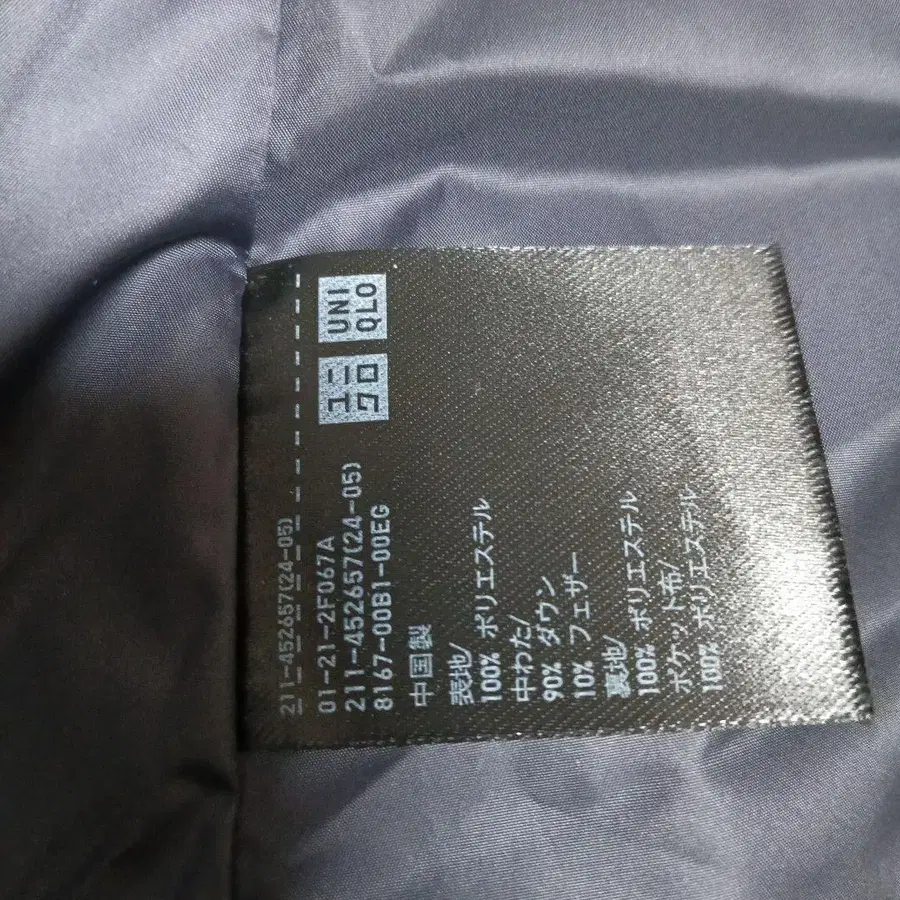 211-452657(24-05)
ユニ
クロ
UNI
QLO
01-21-2F067A
211-452657(24-05)
8167-00B1-00EG
中国製
表地/
100% ポリエステル
中わた/
90% ダウン
10% フェザー
裏地/
100% ポリエステル
ポケット布/
100% ポリエステル